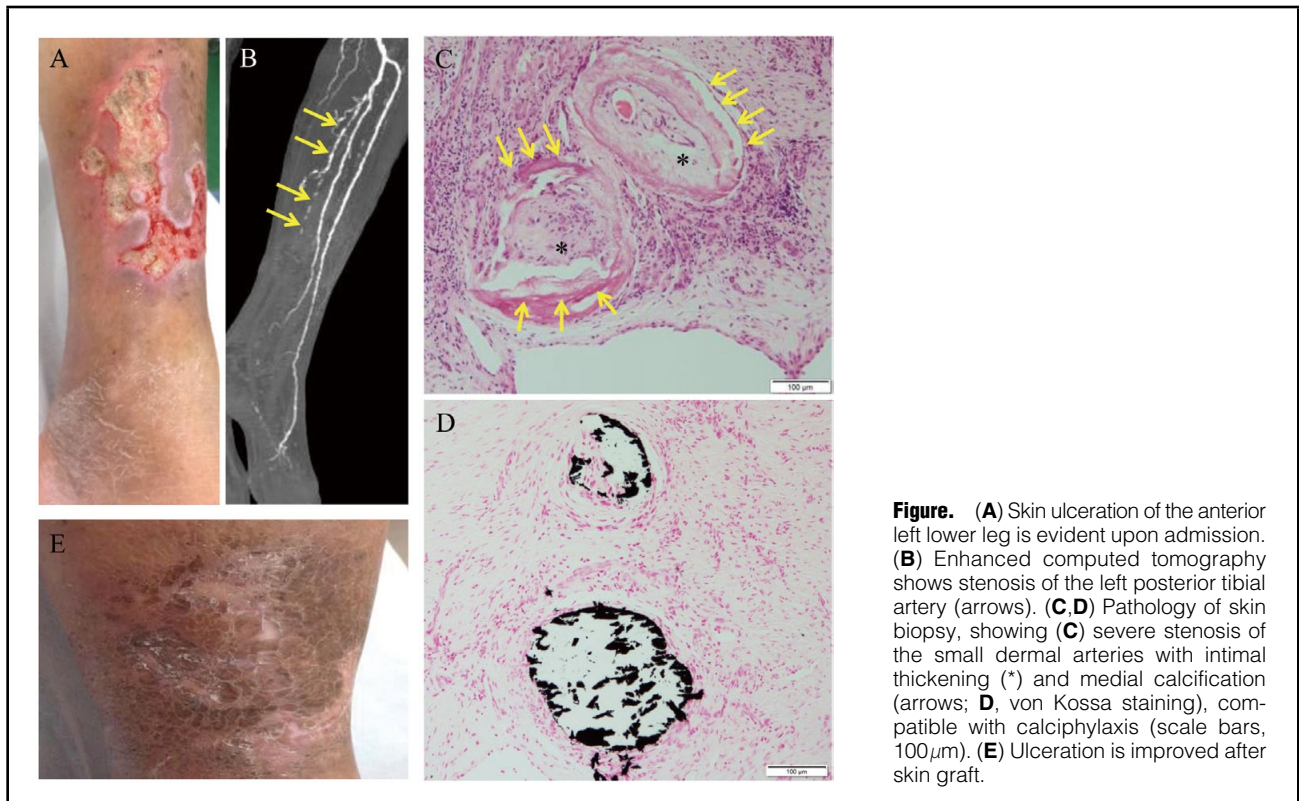 A
B
C
*
*
100 μm
D
100 μm
E
Figure. (A) Skin ulceration of the anterior
left lower leg is evident upon admission.
(B) Enhanced computed tomography
shows stenosis of the left posterior tibial
artery (arrows). (C,D) Pathology of skin
biopsy, showing (C) severe stenosis of
the small dermal arteries with intimal
thickening (*) and medial calcification
(arrows; D, von Kossa staining), com-
patible with calciphylaxis (scale bars,
100μm). (E) Ulceration is improved after
skin graft.